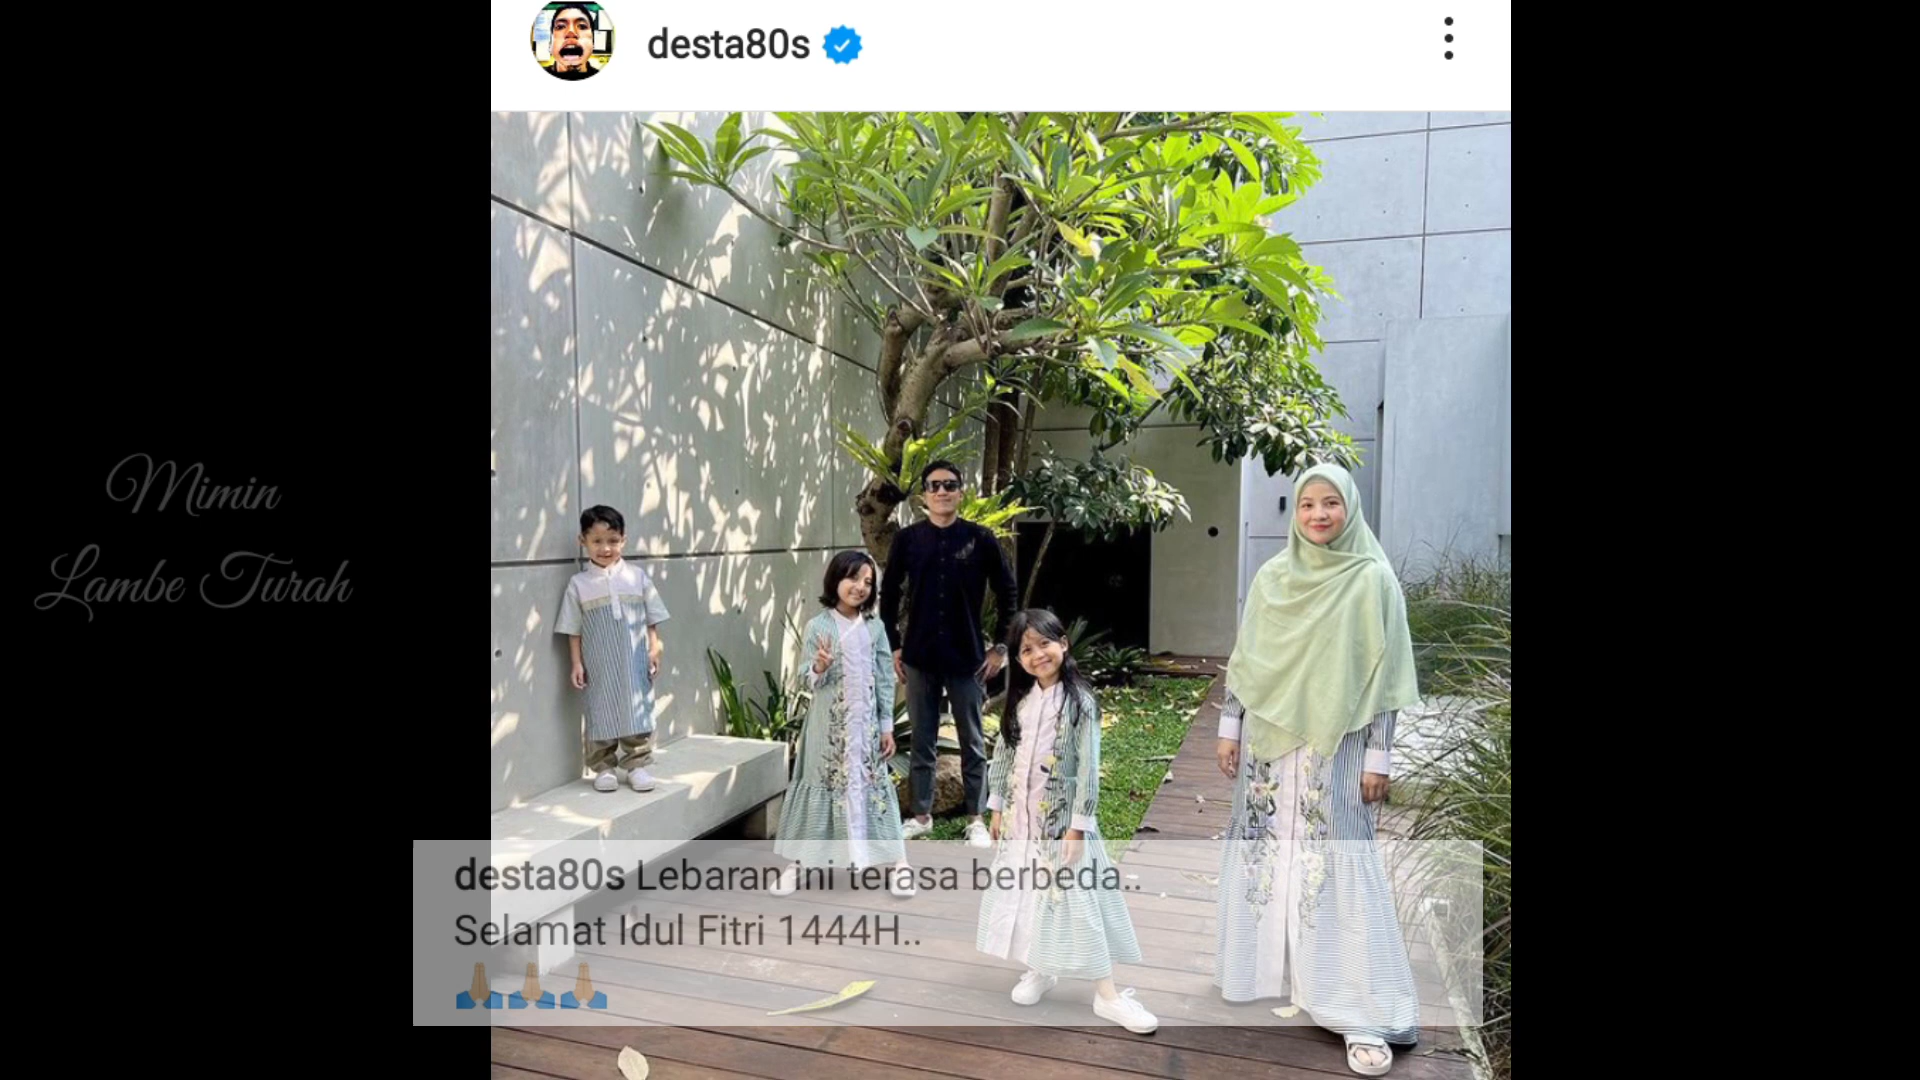 desta80s
Mimin
Lambe Turah
desta80s Lebaran ini terasa berbeda..
Selamat Idul Fitri 1444H..
🙏🙏🙏